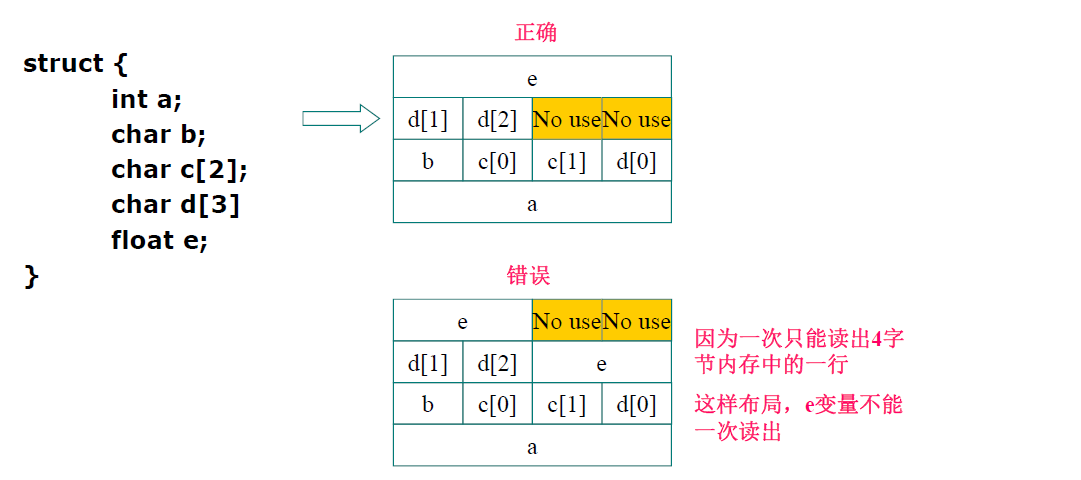 struct {
int a;
char b;
char c[2];
char d[3]
float e;
}
正确
e
d[1] d[2] No use No use
b c[0] c[1] d[0]
a
错误
e No use No use
d[1] d[2] e
b c[0] c[1] d[0]
a
因为一次只能读出4字
节内存中的一行
这样布局，e变量不能
一次读出